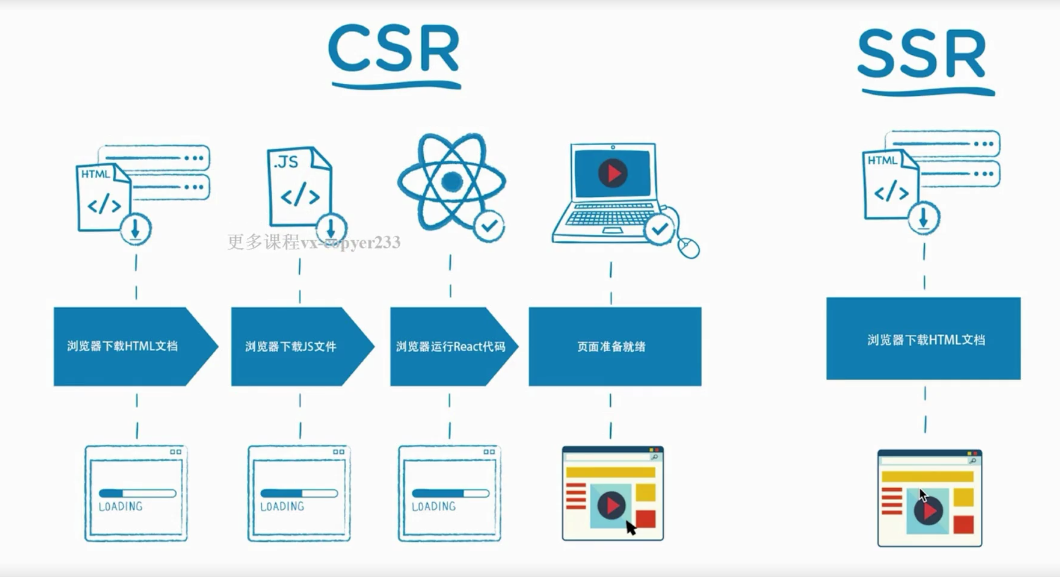 CSR
SSR
HTML
.JS
HTML
更多课程vx-copyer233
浏览器下载HTML文档
浏览器下载JS文件
浏览器运行React代码
页面准备就绪
浏览器下载HTML文档
LOADING
LOADING
LOADING